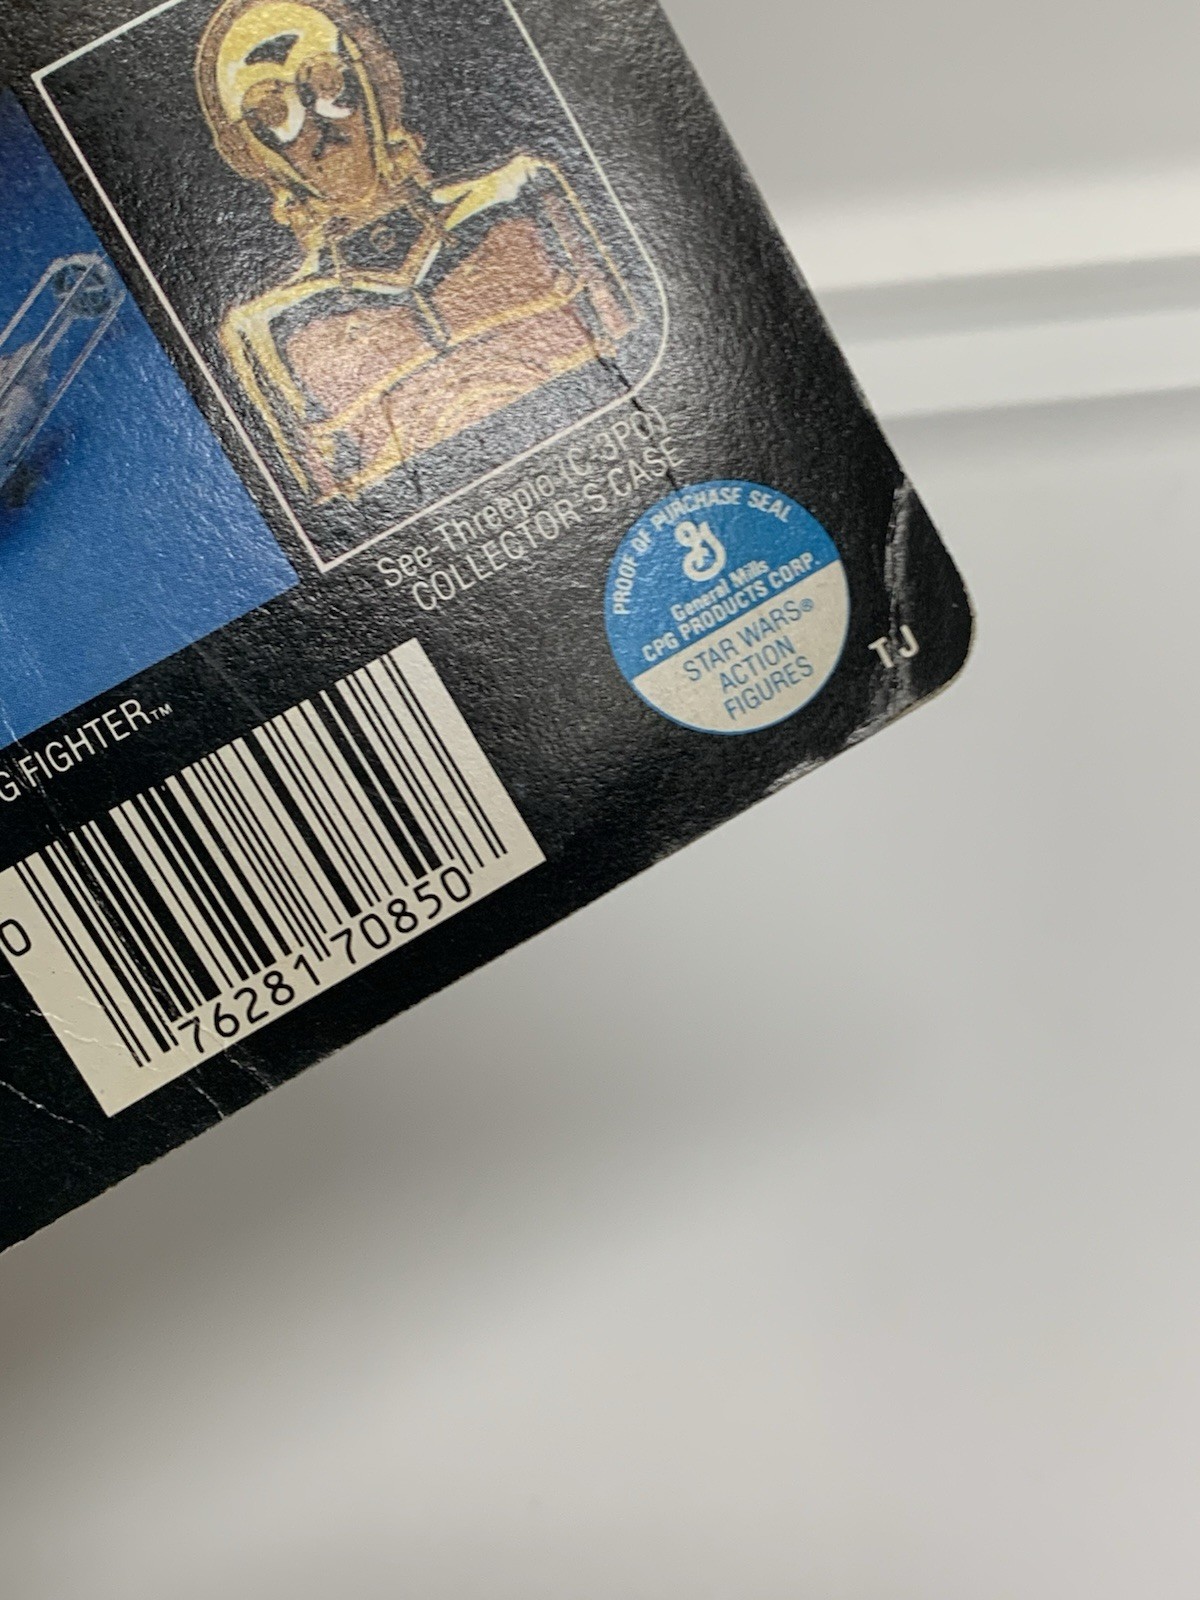 See-Threepio (C-3PO)
COLLECTOR'S CASE
PROOF OF PURCHASE SEAL
General Mills
CPG PRODUCTS CORP.
STAR WARS®
ACTION
FIGURES
TJ
G FIGHTER™
0 76281 70850